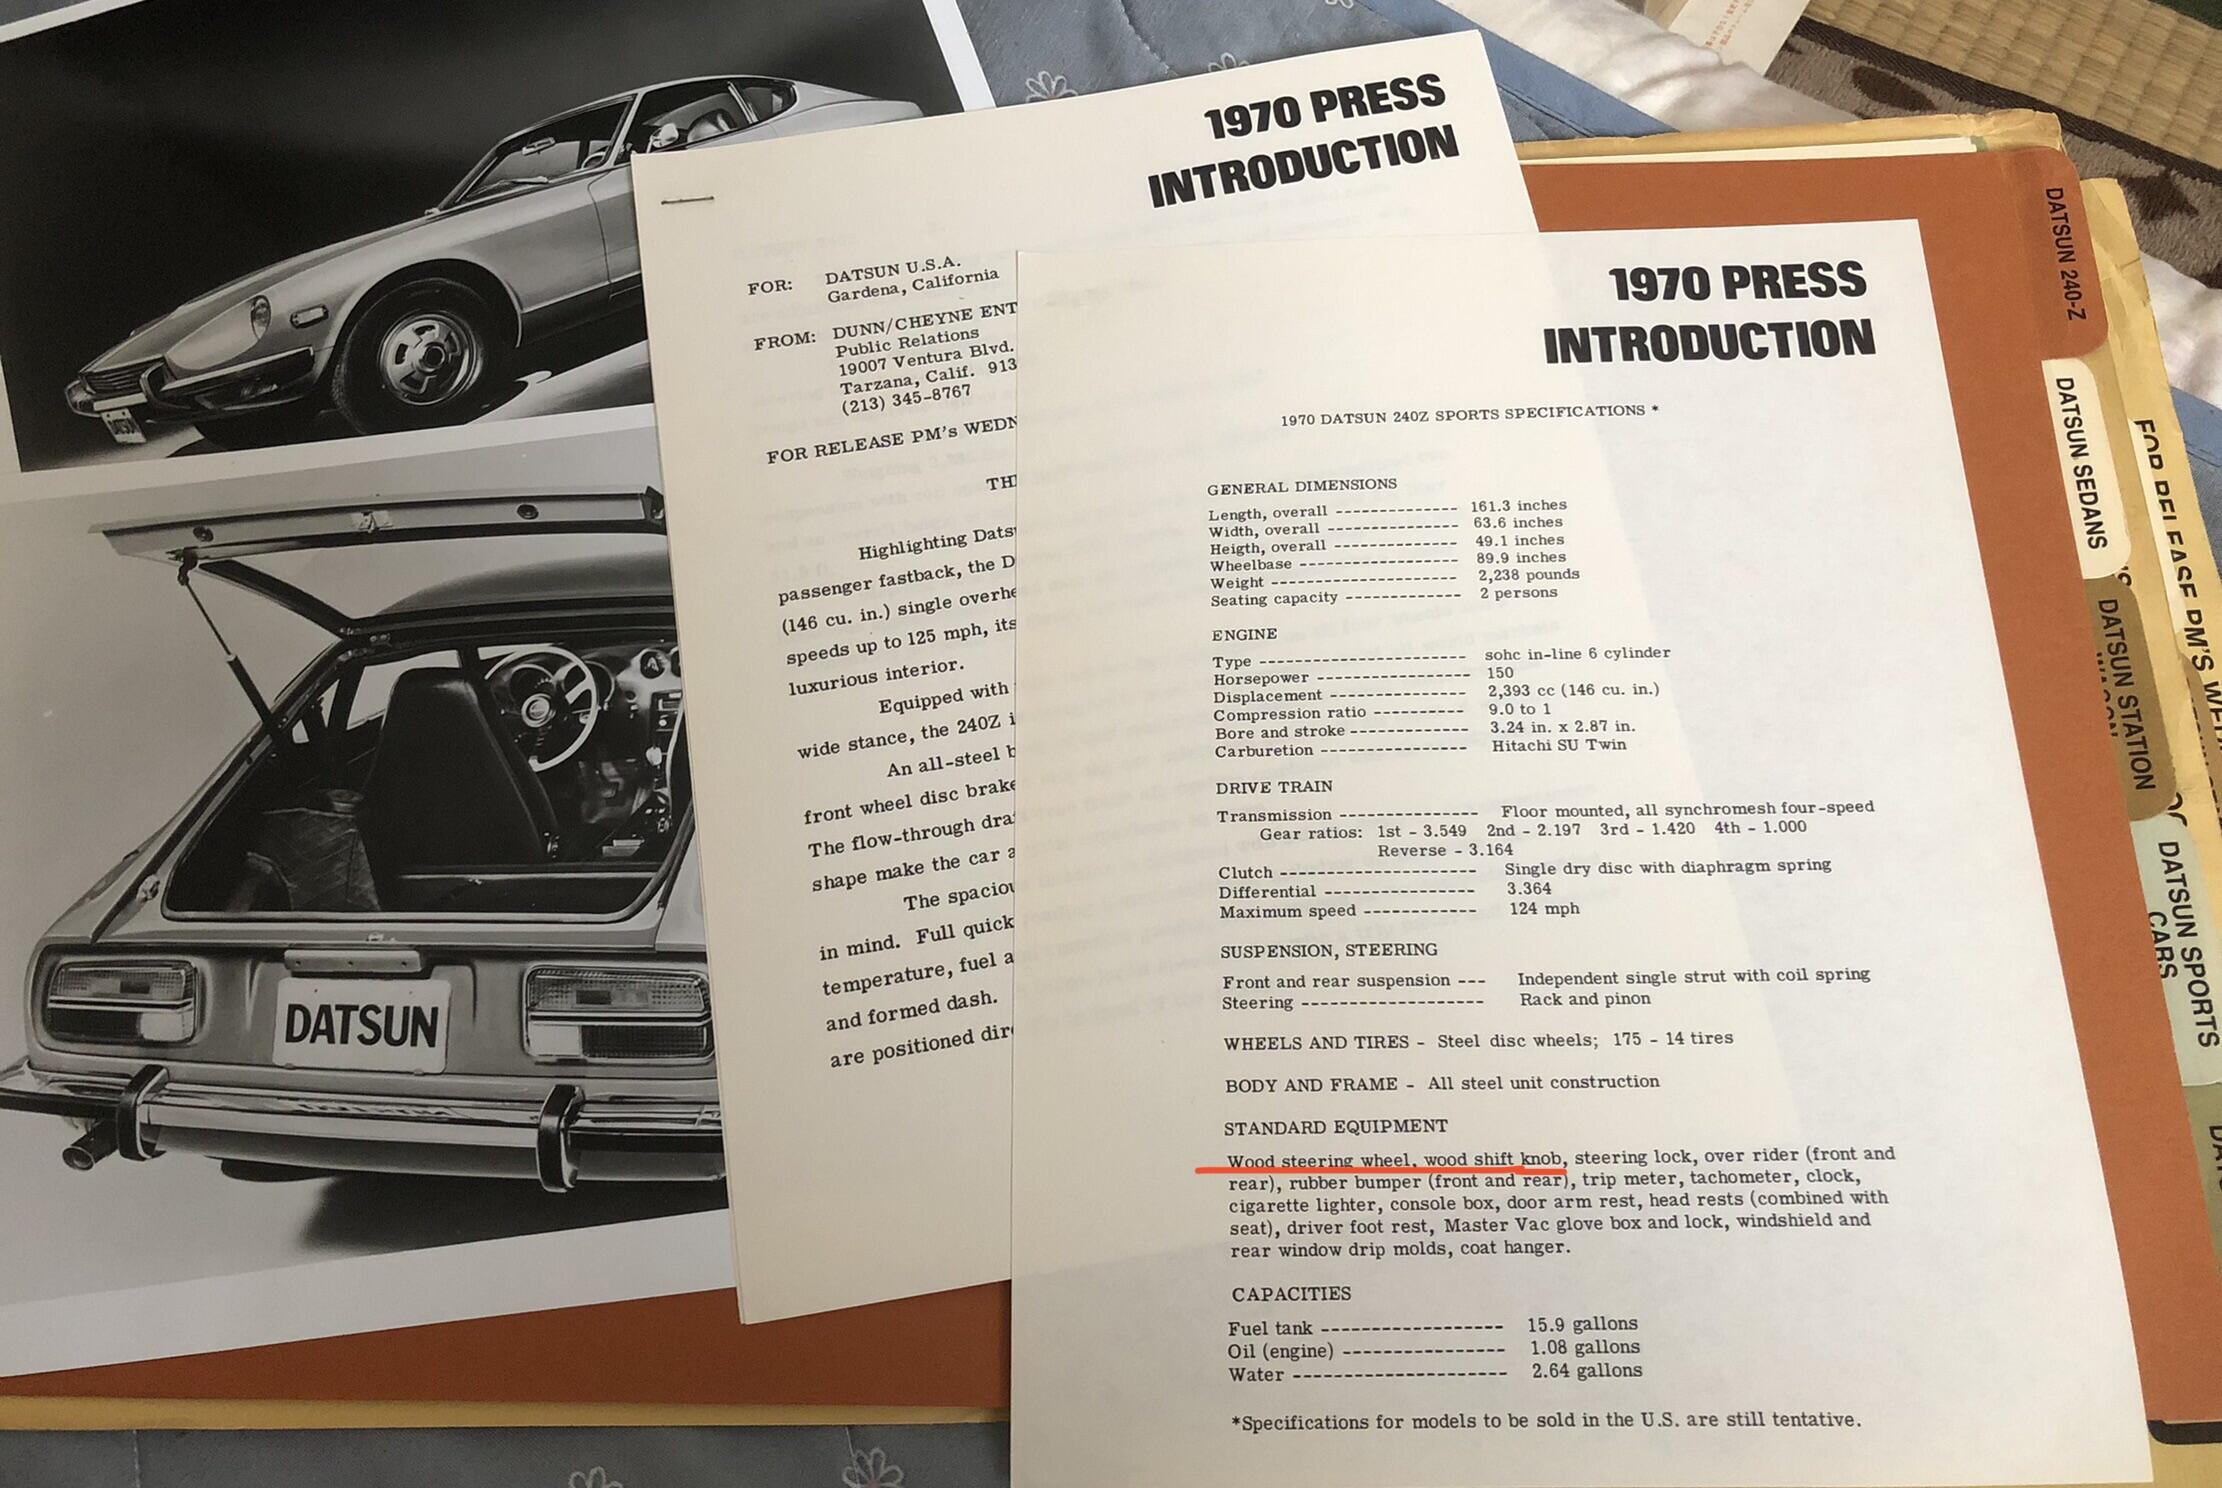 DATSUN
DATSUN
1970 PRESS
INTRODUCTION
FOR: DATSUN U.S.A.
Gardena, California
FROM: DUNN/CHEYNE ENT
Public Relations
19007 Ventura Blvd.
Tarzana, Calif. 913
(213) 345-8767
FOR RELEASE PM's WEDN
Highlighting Dats
passenger fastback, the D
(146 cu. in.) single overhe
speeds up to 125 mph, its
luxurious interior.
Equipped with
wide stance, the 240Z i
An all-steel b
front wheel disc brake
The flow-through dra
shape make the car a
The spaciou
in mind. Full quick
temperature, fuel a
and formed dash.
are positioned dir
1970 PRESS
INTRODUCTION
1970 DATSUN 240Z SPORTS SPECIFICATIONS *
GENERAL DIMENSIONS
Length, overall -------------- 161.3 inches
Width, overall --------------- 63.6 inches
Heigth, overall -------------- 49.1 inches
Wheelbase ------------------ 89.9 inches
Weight --------------------- 2,238 pounds
Seating capacity ------------- 2 persons
ENGINE
Type ----------------------- sohc in-line 6 cylinder
Horsepower ----------------- 150
Displacement --------------- 2,393 cc (146 cu. in.)
Compression ratio ---------- 9.0 to 1
Bore and stroke ------------- 3.24 in. x 2.87 in.
Carburetion ---------------- Hitachi SU Twin
DRIVE TRAIN
Transmission --------------- Floor mounted, all synchromesh four-speed
Gear ratios: 1st - 3.549 2nd - 2.197 3rd - 1.420 4th - 1.000
Reverse - 3.164
Clutch --------------------- Single dry disc with diaphragm spring
Differential ---------------- 3.364
Maximum speed ------------ 124 mph
SUSPENSION, STEERING
Front and rear suspension --- Independent single strut with coil spring
Steering ------------------- Rack and pinon
WHEELS AND TIRES - Steel disc wheels; 175 - 14 tires
BODY AND FRAME - All steel unit construction
STANDARD EQUIPMENT
Wood steering wheel, wood shift knob, steering lock, over rider (front and
rear), rubber bumper (front and rear), trip meter, tachometer, clock,
cigarette lighter, console box, door arm rest, head rests (combined with
seat), driver foot rest, Master Vac glove box and lock, windshield and
rear window drip molds, coat hanger.
CAPACITIES
Fuel tank ------------------ 15.9 gallons
Oil (engine) ---------------- 1.08 gallons
Water --------------------- 2.64 gallons
*Specifications for models to be sold in the U.S. are still tentative.
DATSUN 240-Z
DATSUN SEDANS
DATSUN STATION
DATSUN SPORTS
CARS
FOR RELEASE PM'S WED